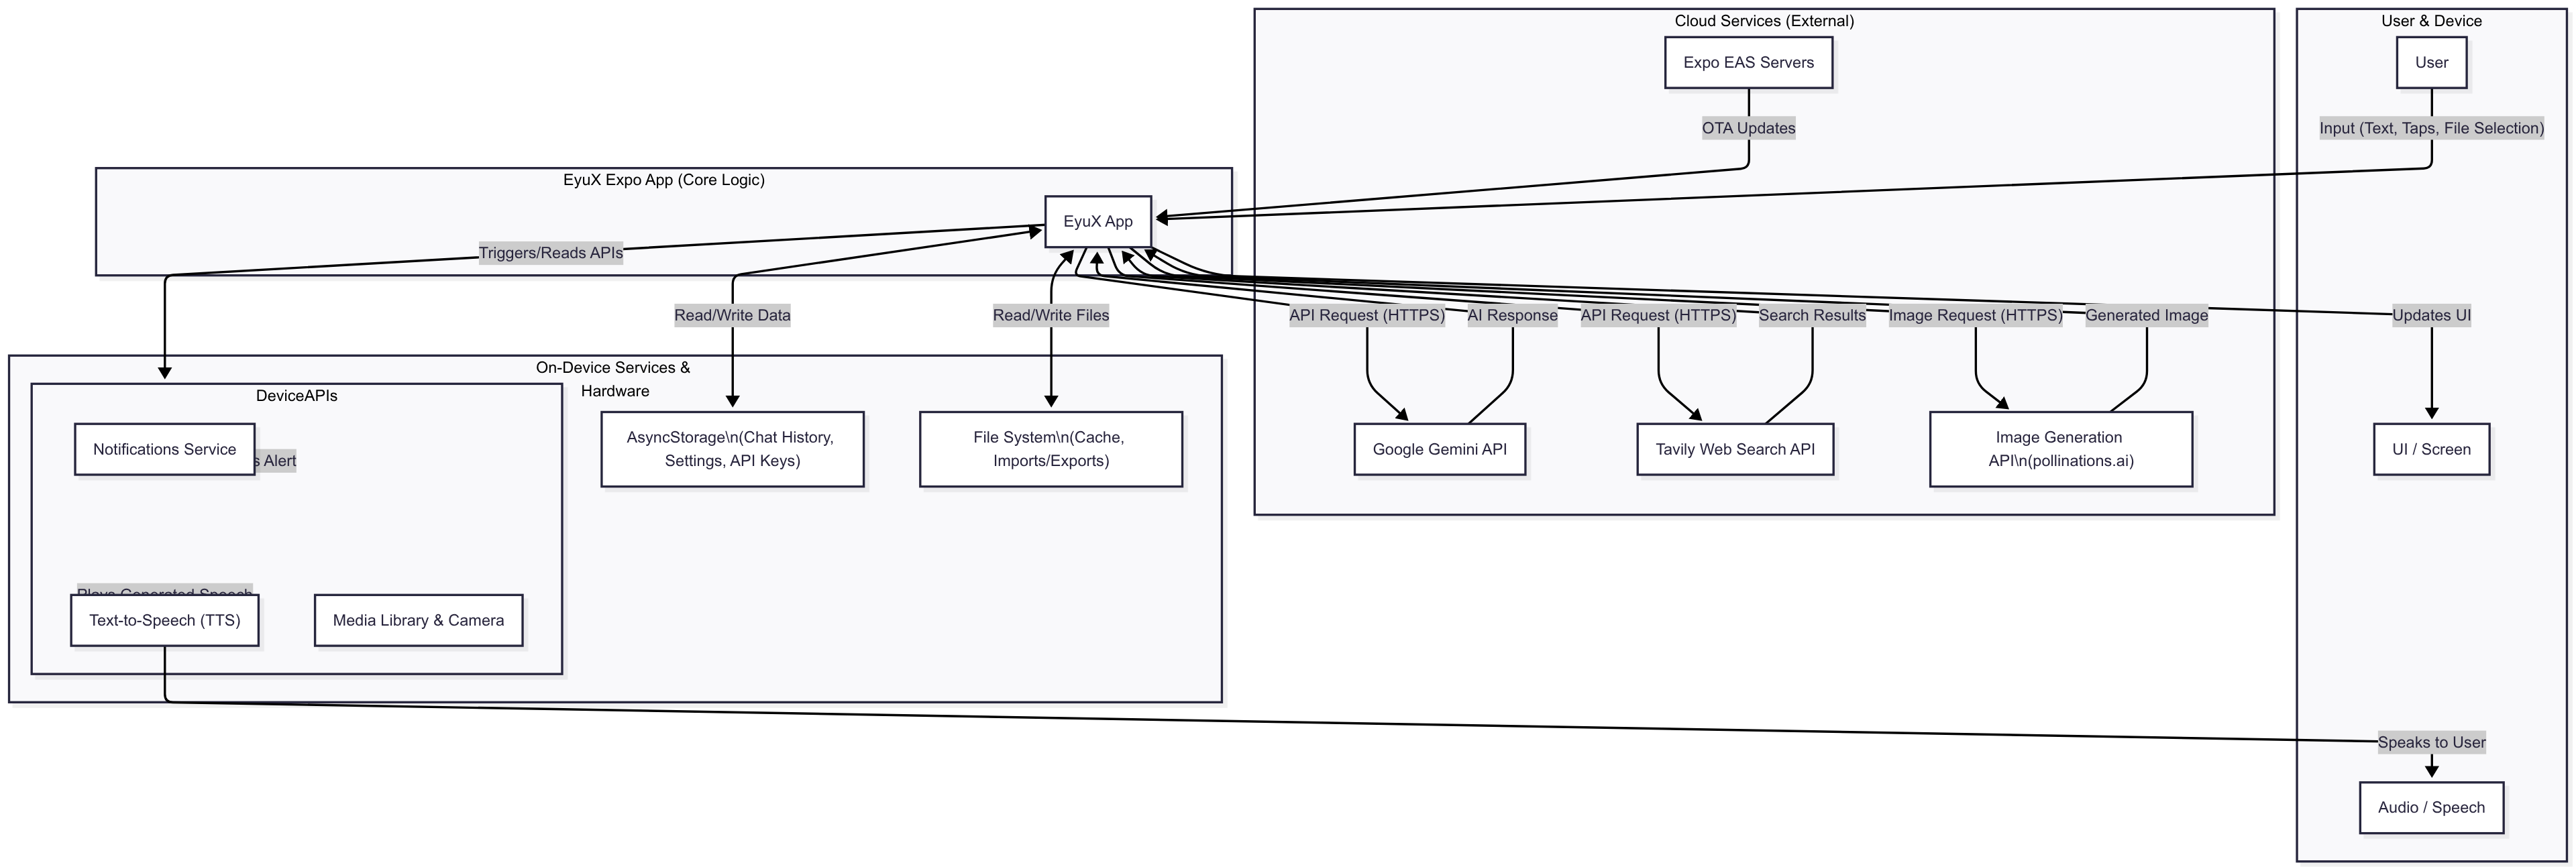 Cloud Services (External)
User & Device
Expo EAS Servers
User
OTA Updates
Input (Text, Taps, File Selection)
EyuX Expo App (Core Logic)
EyuX App
Triggers/Reads APIs
Read/Write Data
Read/Write Files
API Request (HTTPS)
AI Response
API Request (HTTPS)
Search Results
Image Request (HTTPS)
Generated Image
Updates UI
On-Device Services &
Hardware
DeviceAPIs
Notifications Service
s Alert
AsyncStorage\n(Chat History,
Settings, API Keys)
File System\n(Cache,
Imports/Exports)
Google Gemini API
Tavily Web Search API
Image Generation
API\n(pollinations.ai)
UI / Screen
Plays Generated Speech
Text-to-Speech (TTS)
Media Library & Camera
Speaks to User
Audio / Speech